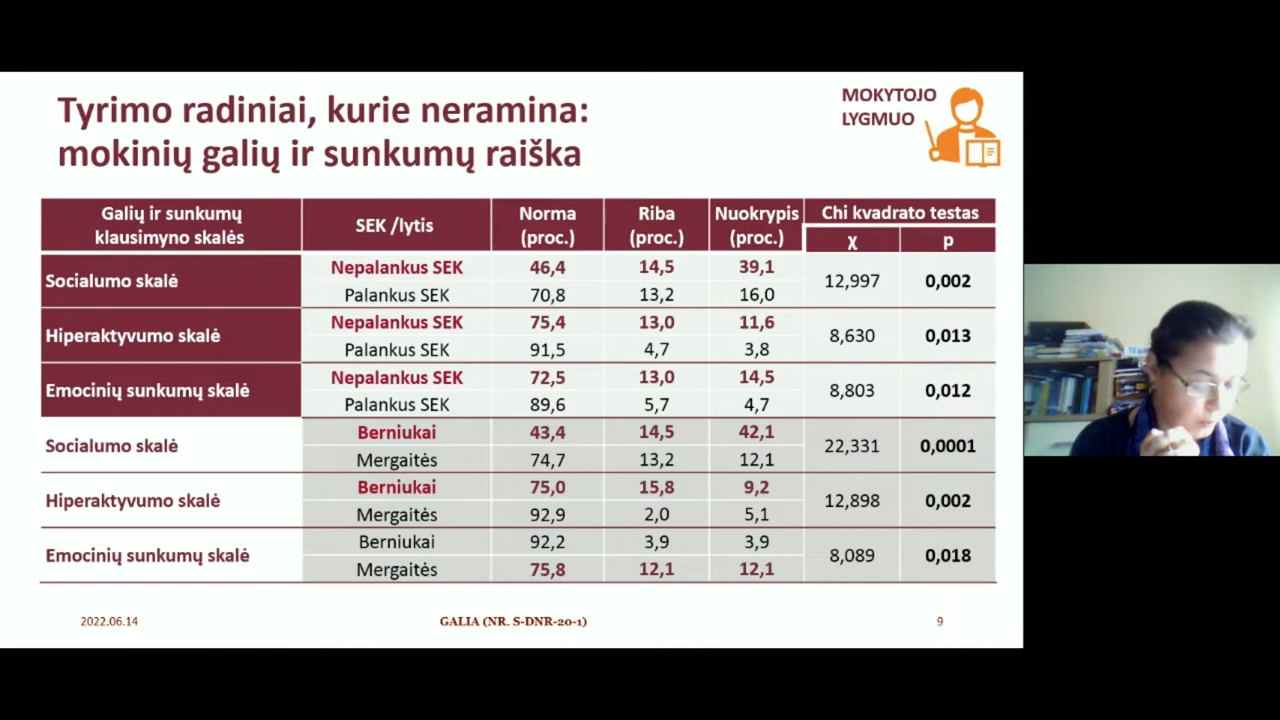 Tyrimo radiniai, kurie neramina:
mokinių galių ir sunkumų raiška
MOKYTOJO
LYGMUO
Galių ir sunkumų klausimyno skalės SEK /lytis Norma (proc.) Riba (proc.) Nuokrypis (proc.) Chi kvadrato testas
χ p
Socialumo skalė Nepalankus SEK 46,4 14,5 39,1 12,997 0,002
Palankus SEK 70,8 13,2 16,0
Hiperaktyvumo skalė Nepalankus SEK 75,4 13,0 11,6 8,630 0,013
Palankus SEK 91,5 4,7 3,8
Emocinių sunkumų skalė Nepalankus SEK 72,5 13,0 14,5 8,803 0,012
Palankus SEK 89,6 5,7 4,7
Socialumo skalė Berniukai 43,4 14,5 42,1 22,331 0,0001
Mergaitės 74,7 13,2 12,1
Hiperaktyvumo skalė Berniukai 75,0 15,8 9,2 12,898 0,002
Mergaitės 92,9 2,0 5,1
Emocinių sunkumų skalė Berniukai 92,2 3,9 3,9 8,089 0,018
Mergaitės 75,8 12,1 12,1
2022.06.14 GALIA (NR. S-DNR-20-1) 9